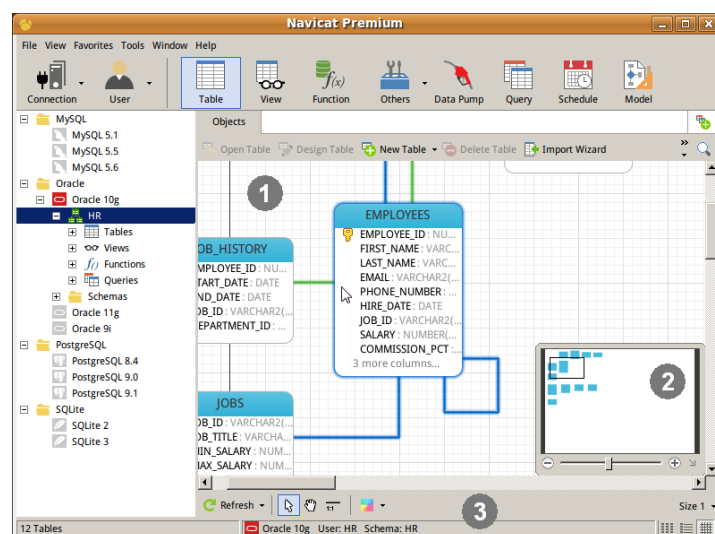 Navicat Premium
File View Favorites Tools Window Help
Connection User Table View Function Others Data Pump Query Schedule Model
MySQL
MySQL 5.1
MySQL 5.5
MySQL 5.6
Oracle
Oracle 10g
HR
Tables
Views
Functions
Queries
Schemas
Oracle 11g
Oracle 9i
PostgreSQL
PostgreSQL 8.4
PostgreSQL 9.0
PostgreSQL 9.1
SQLite
SQLite 2
SQLite 3
Objects
Open Table Design Table New Table Delete Table Import Wizard
1
EMPLOYEES
EMPLOYEE_ID : NU...
FIRST_NAME : VARC...
LAST_NAME : VARC...
EMAIL : VARCHAR2(...
PHONE_NUMBER : ...
HIRE_DATE : DATE
JOB_ID : VARCHAR2(...
SALARY : NUMBER(...
COMMISSION_PCT : ...
3 more columns...
OB_HISTORY
MPLOYEE_ID : NU...
TART_DATE : DATE
ND_DATE : DATE
OB_ID : VARCHAR2(...
EPARTMENT_ID : ...
JOBS
OB_ID : VARCHAR2(...
OB_TITLE : VARCHA...
IN_SALARY : NUM...
AX_SALARY : NUM...
2
Refresh
1:1
3
Size 1
12 Tables
Oracle 10g User: HR Schema: HR